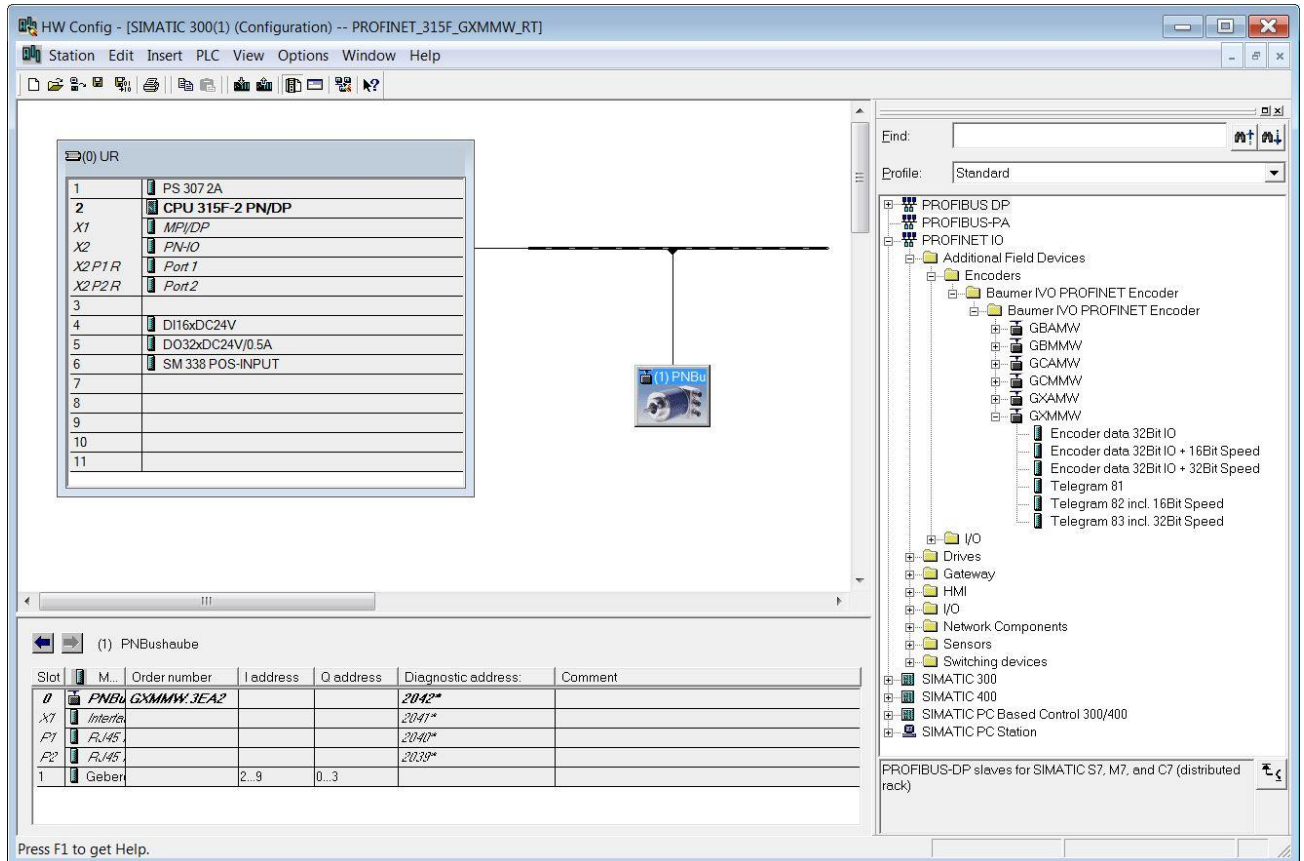 HW Config - [SIMATIC 300(1) (Configuration) -- PROFINET_315F_GXMMW_RT]
Station Edit Insert PLC View Options Window Help
(0) UR
1 PS 307 2A
2 CPU 315F-2 PN/DP
X1 MPI/DP
X2 PN-IO
X2 P1 R Port 1
X2 P2 R Port 2
3
4 DI16xDC24V
5 DO32xDC24V/0.5A
6 SM 338 POS-INPUT
7
8
9
10
11
(1) PNBu
Find:
Profile: Standard
PROFIBUS DP
PROFIBUS-PA
PROFINET IO
Additional Field Devices
Encoders
Baumer IVO PROFINET Encoder
Baumer IVO PROFINET Encoder
GBAMW
GBMMW
GCAMW
GCMMW
GXAMW
GXMMW
Encoder data 32Bit IO
Encoder data 32Bit IO + 16Bit Speed
Encoder data 32Bit IO + 32Bit Speed
Telegram 81
Telegram 82 incl. 16Bit Speed
Telegram 83 incl. 32Bit Speed
I/O
Drives
Gateway
HMI
I/O
Network Components
Sensors
Switching devices
SIMATIC 300
SIMATIC 400
SIMATIC PC Based Control 300/400
SIMATIC PC Station
PROFIBUS-DP slaves for SIMATIC S7, M7, and C7 (distributed
rack)
(1) PNBushaube
Slot M... Order number I address Q address Diagnostic address: Comment
0 PNBu GXMMW.3EA2 2042*
X1 Interfa 2041*
P1 RJ45 2040*
P2 RJ45 2039*
1 Geber 2...9 0...3
Press F1 to get Help.